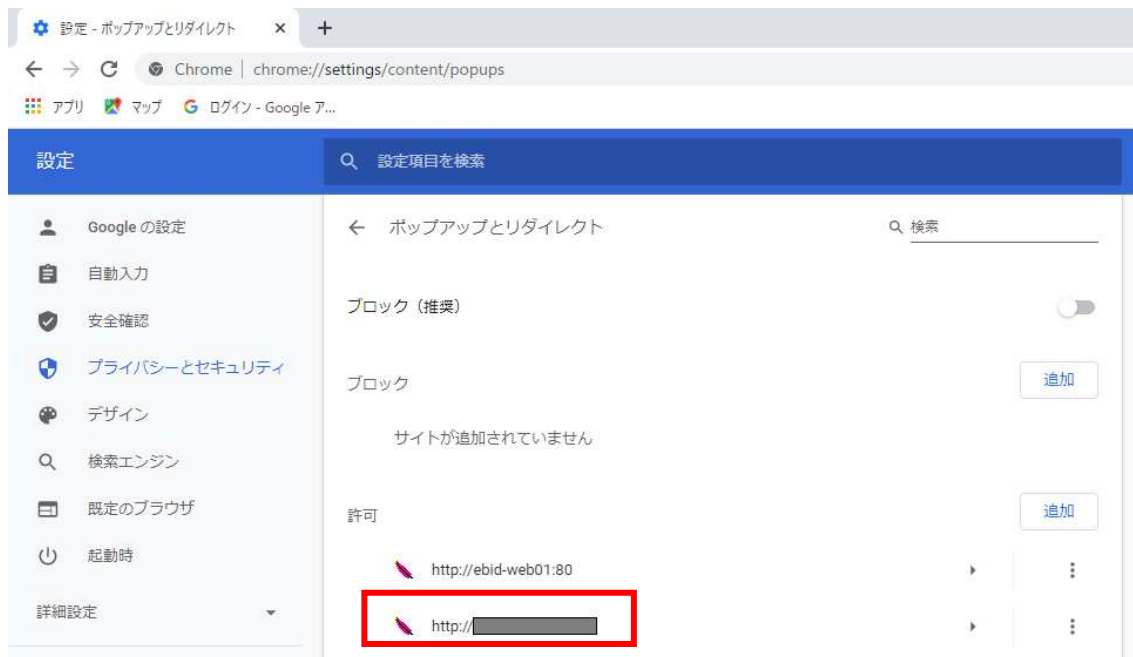 設定 - ポップアップとリダイレクト
Chrome | chrome://settings/content/popups
アプリ マップ ログイン - Google ア...
設定
設定項目を検索
Google の設定
自動入力
安全確認
プライバシーとセキュリティ
デザイン
検索エンジン
既定のブラウザ
起動時
詳細設定
ポップアップとリダイレクト
検索
ブロック（推奨）
ブロック
追加
サイトが追加されていません
許可
追加
http://ebid-web01:80
http://